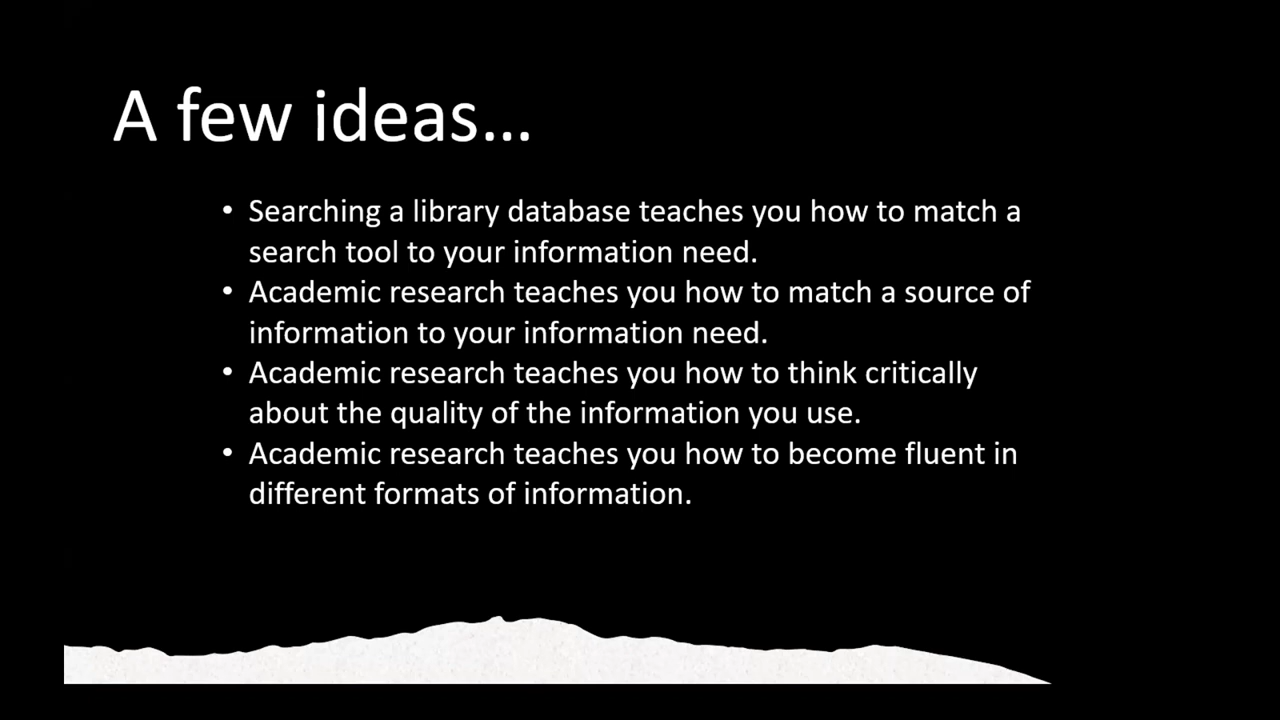 A few ideas...
• Searching a library database teaches you how to match a
search tool to your information need.
• Academic research teaches you how to match a source of
information to your information need.
• Academic research teaches you how to think critically
about the quality of the information you use.
• Academic research teaches you how to become fluent in
different formats of information.